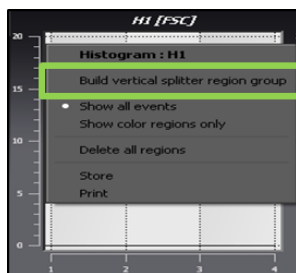 H1 [FSC]
20
Histogram : H1
Build vertical splitter region group
15
Show all events
Show color regions only
10
Delete all regions
Store
5
Print
0
1 2 3 4